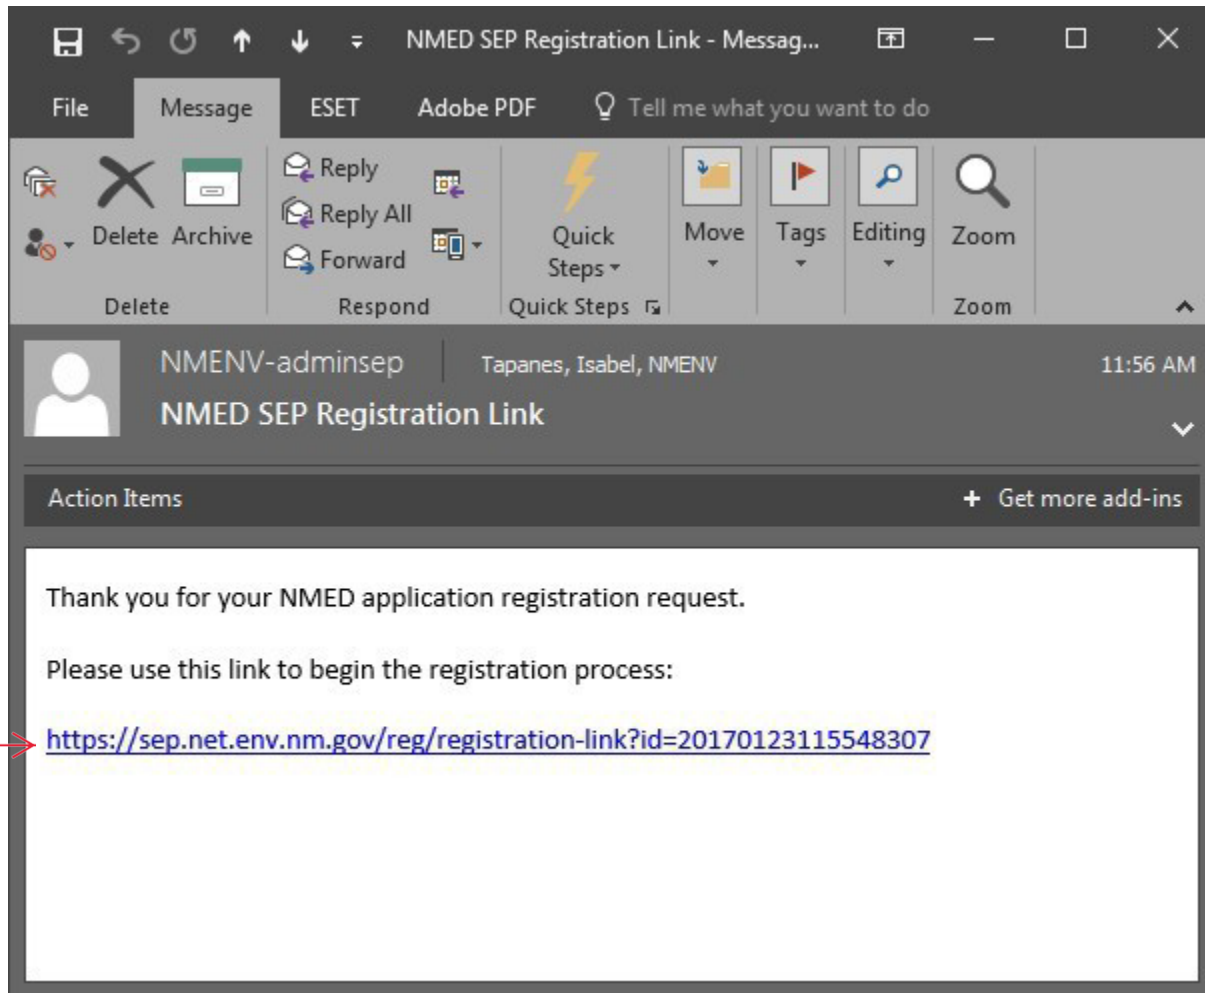 NMED SEP Registration Link - Messag...
File Message ESET Adobe PDF Tell me what you want to do
Delete Archive
Reply
Reply All
Forward
Quick Steps
Move
Tags
Editing
Zoom
Delete Respond Quick Steps Zoom
NMENV-adminsep Tapanes, Isabel, NMENV 11:56 AM
NMED SEP Registration Link
Action Items + Get more add-ins
Thank you for your NMED application registration request.
Please use this link to begin the registration process:
https://sep.net.env.nm.gov/reg/registration-link?id=20170123115548307